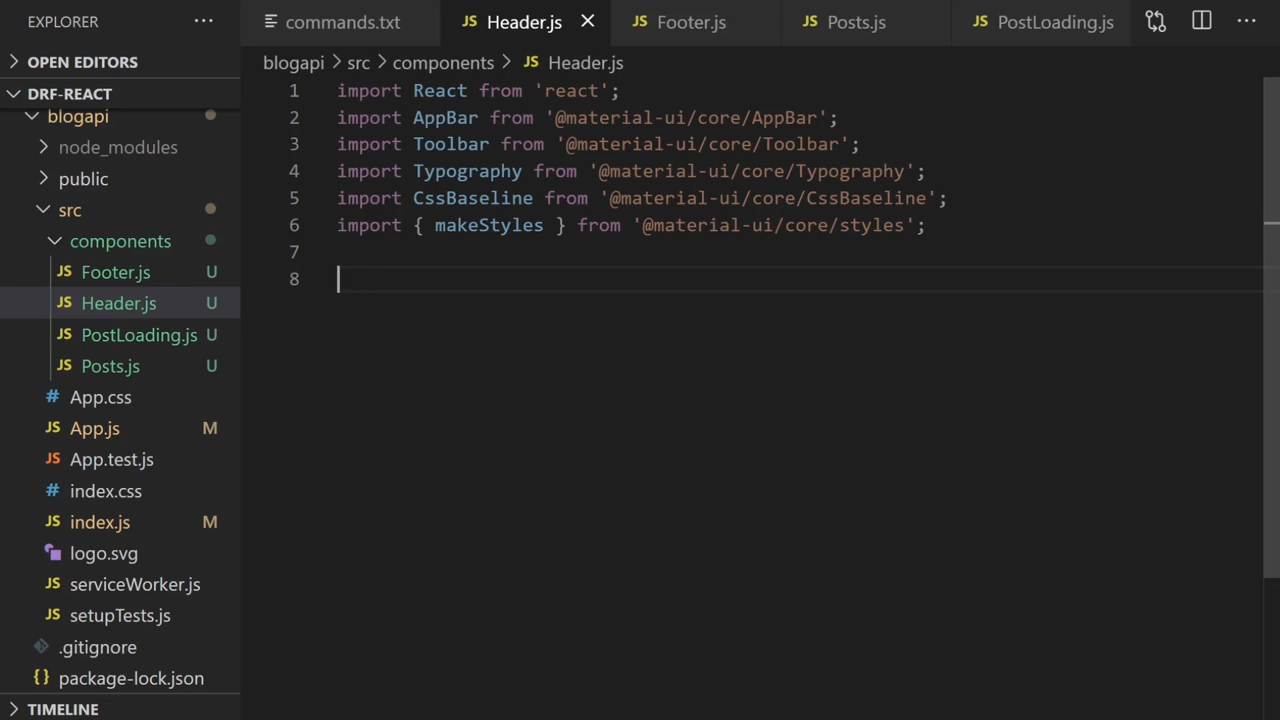 EXPLORER
OPEN EDITORS
DRF-REACT
blogapi
node_modules
public
src
components
Footer.js U
Header.js U
PostLoading.js U
Posts.js U
App.css
App.js M
App.test.js
index.css
index.js M
logo.svg
serviceWorker.js
setupTests.js
.gitignore
package-lock.json
TIMELINE
commands.txt Header.js Footer.js Posts.js PostLoading.js
blogapi > src > components > JS Header.js
1 import React from 'react';
2 import AppBar from '@material-ui/core/AppBar';
3 import Toolbar from '@material-ui/core/Toolbar';
4 import Typography from '@material-ui/core/Typography';
5 import CssBaseline from '@material-ui/core/CssBaseline';
6 import { makeStyles } from '@material-ui/core/styles';
7
8